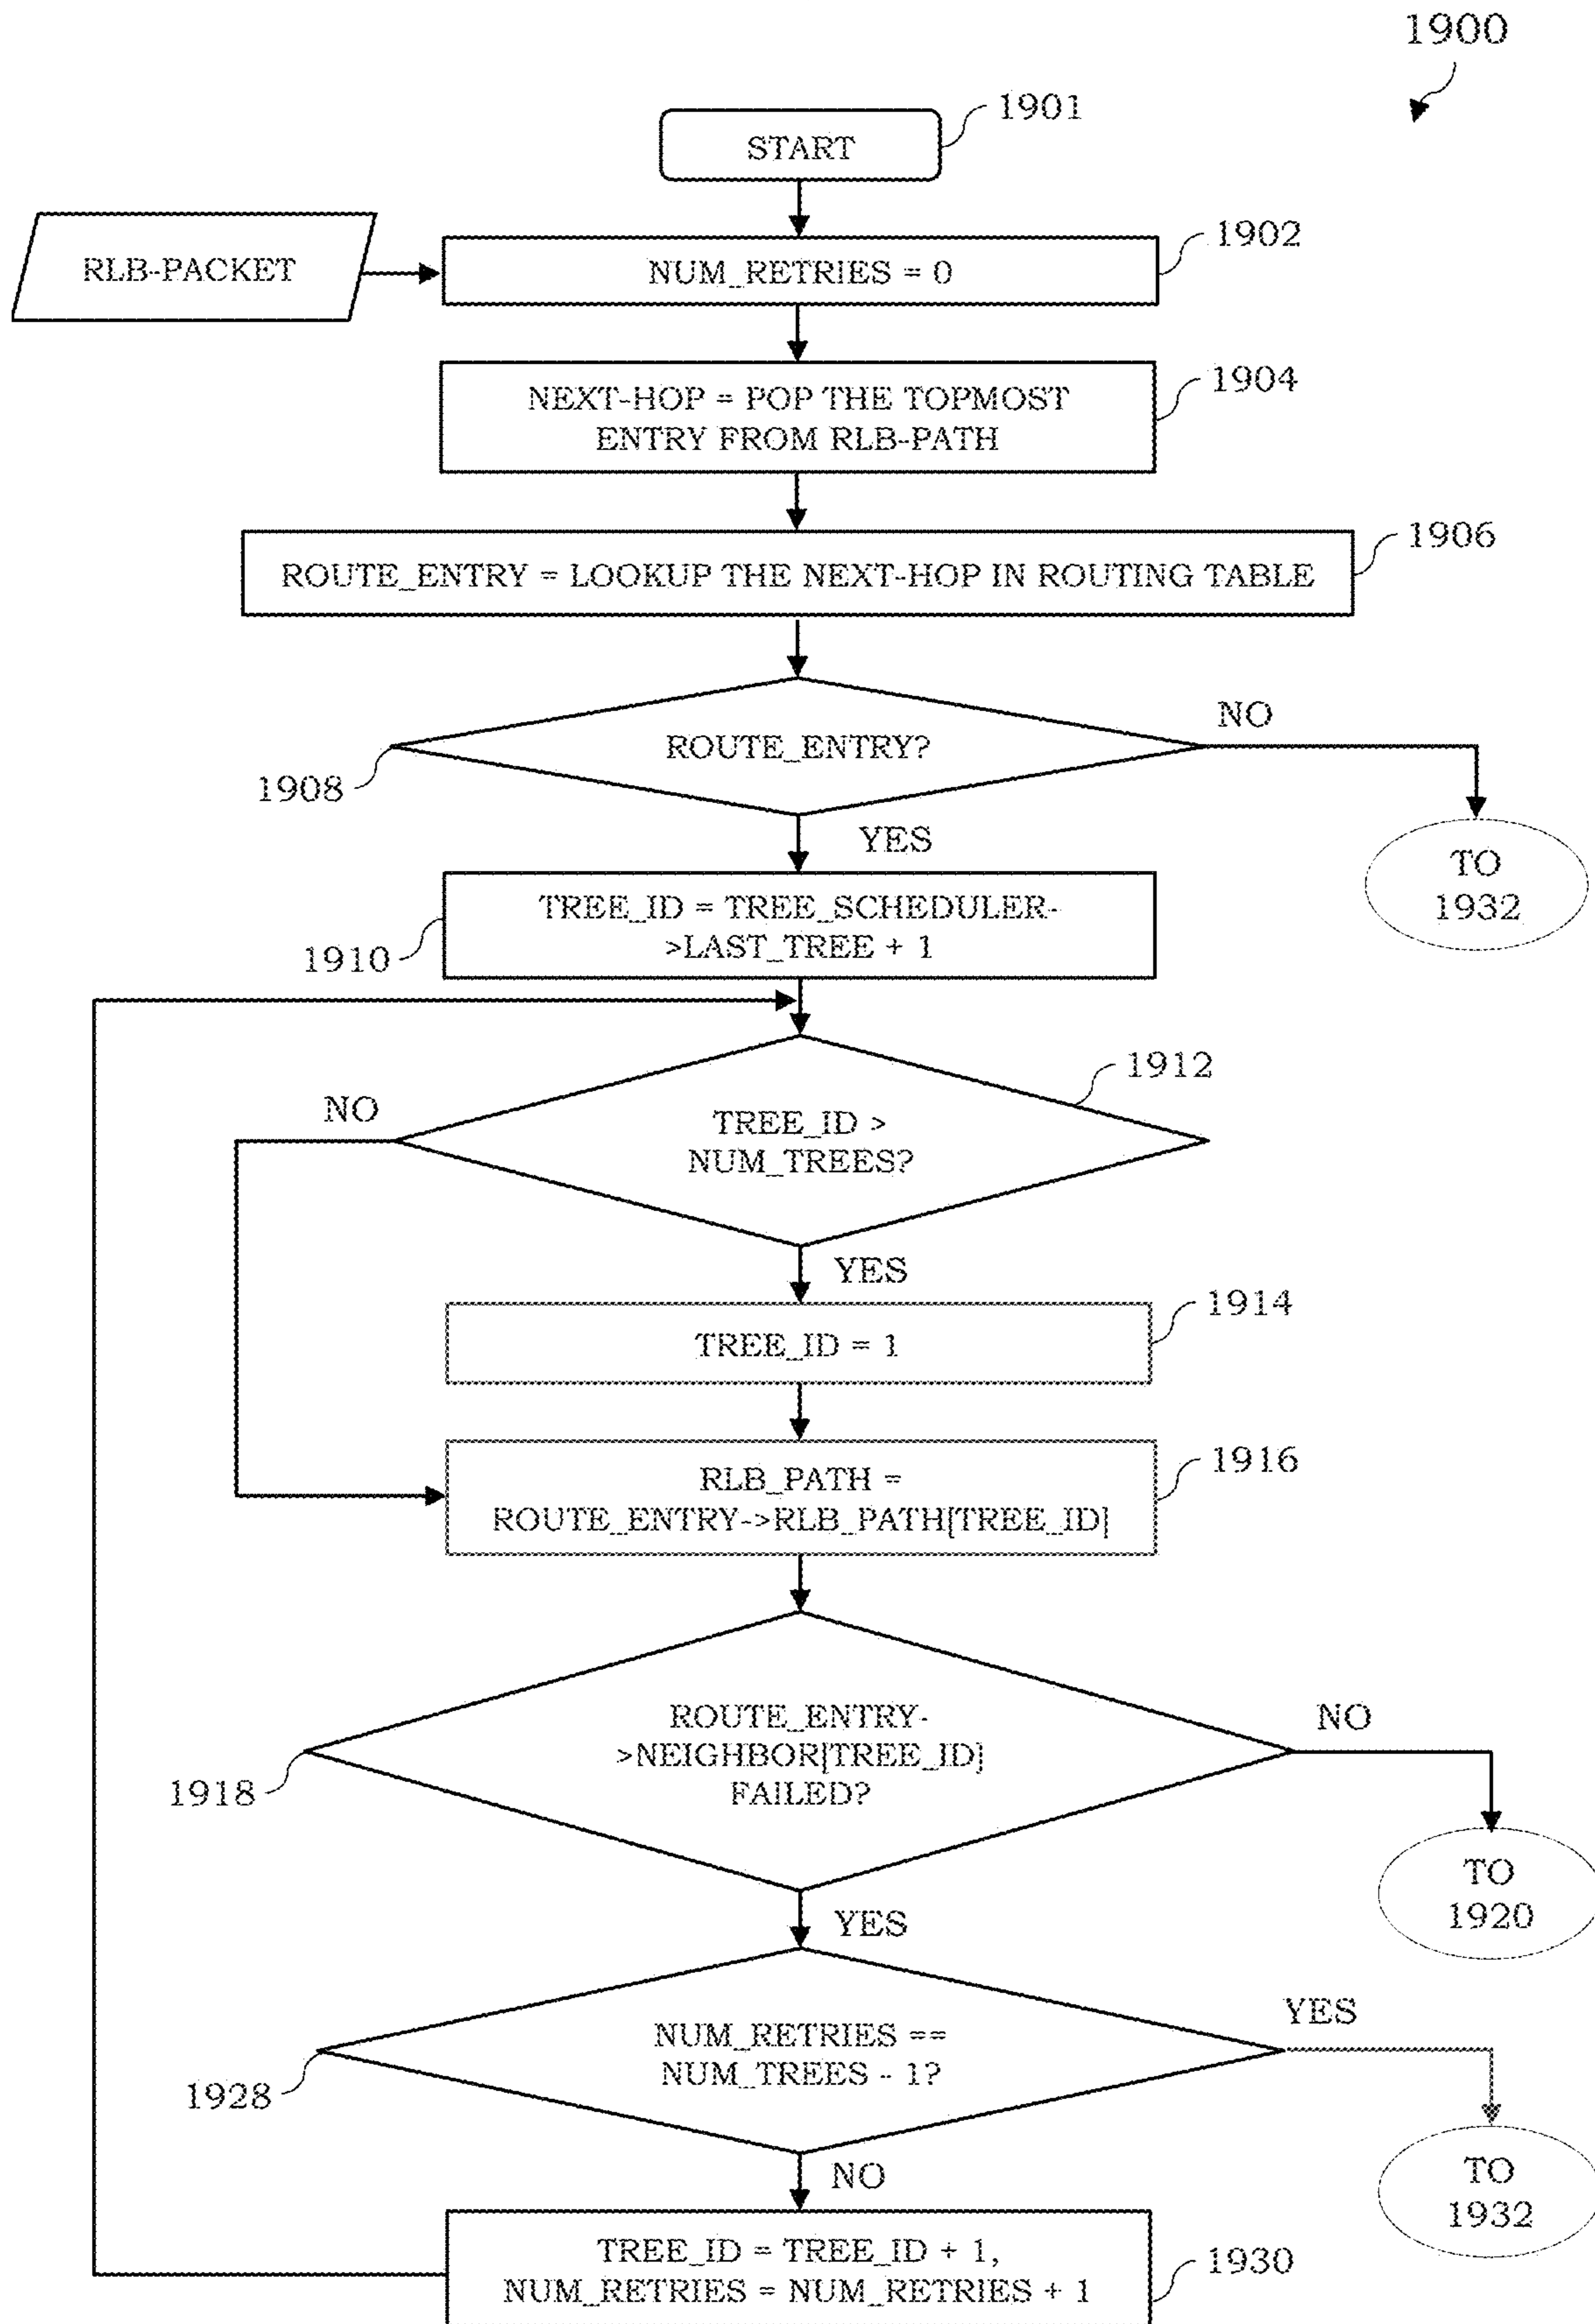 1900
START
1901
RLB-PACKET
NUM_RETRIES = 0
1902
NEXT-HOP = POP THE TOPMOST
ENTRY FROM RLB-PATH
1904
ROUTE_ENTRY = LOOKUP THE NEXT-HOP IN ROUTING TABLE
1906
ROUTE_ENTRY?
1908
NO
TO
1932
YES
TREE_ID = TREE_SCHEDULER-
>LAST_TREE + 1
1910
TREE_ID >
NUM_TREES?
1912
NO
YES
TREE_ID = 1
1914
RLB_PATH =
ROUTE_ENTRY->RLB_PATH[TREE_ID]
1916
ROUTE_ENTRY-
>NEIGHBOR[TREE_ID]
FAILED?
1918
NO
TO
1920
YES
NUM_RETRIES ==
NUM_TREES - 1?
1928
YES
TO
1932
NO
TREE_ID = TREE_ID + 1,
NUM_RETRIES = NUM_RETRIES + 1
1930